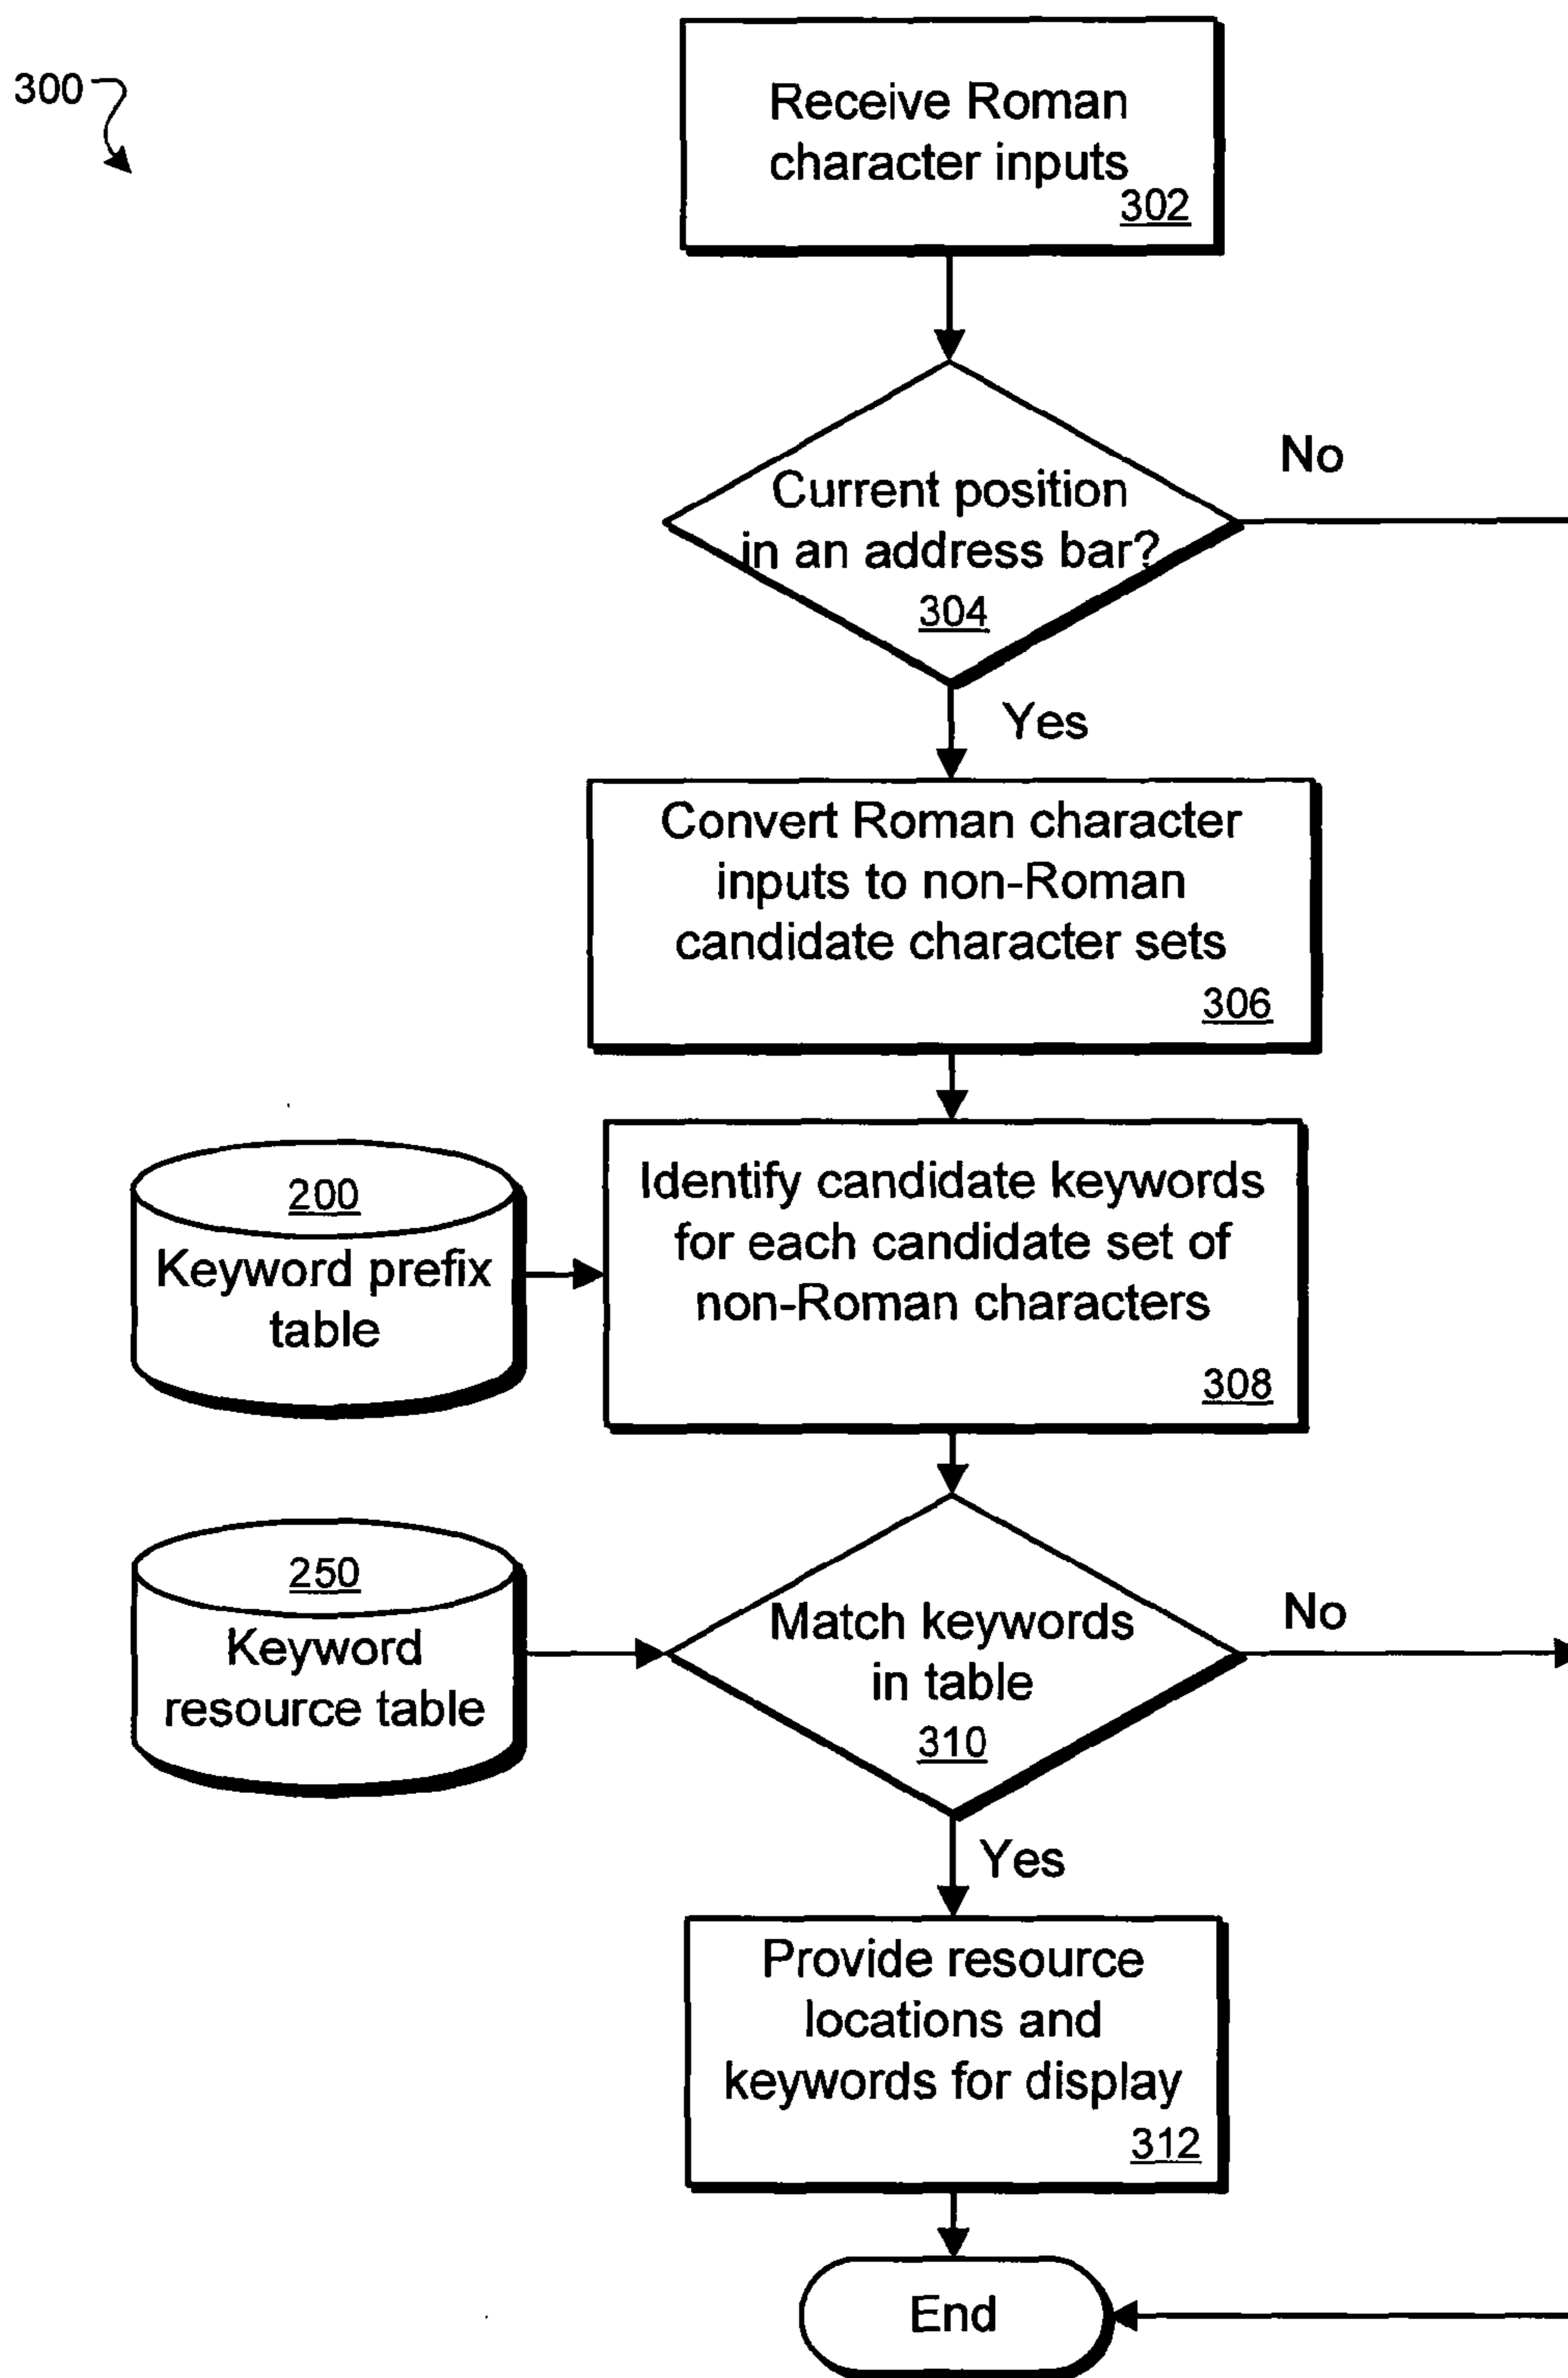 300
Receive Roman
character inputs
302
Current position
in an address bar?
304
No
Yes
Convert Roman character
inputs to non-Roman
candidate character sets
306
200
Keyword prefix
table
Identify candidate keywords
for each candidate set of
non-Roman characters
308
250
Keyword
resource table
Match keywords
in table
310
No
Yes
Provide resource
locations and
keywords for display
312
End